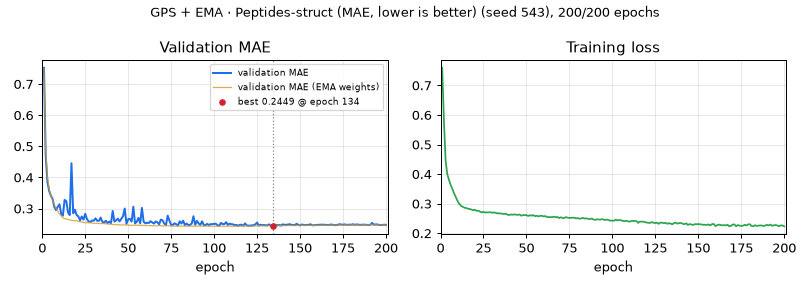 GPS + EMA · Peptides-struct (MAE, lower is better) (seed 543), 200/200 epochs
Validation MAE
0.7
0.6
0.5
0.4
0.3
validation MAE
validation MAE (EMA weights)
best 0.2449 @ epoch 134
0 25 50 75 100 125 150 175 200
epoch
Training loss
0.7
0.6
0.5
0.4
0.3
0.2
0 25 50 75 100 125 150 175 200
epoch